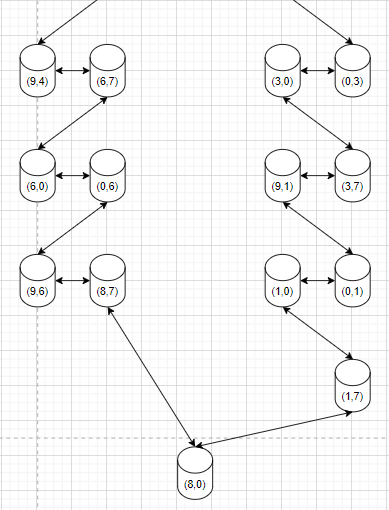 (9,4) (6,7) (3,0) (0,3)
(6,0) (0,6) (9,1) (3,7)
(9,6) (8,7) (1,0) (0,1)
(1,7)
(8,0)